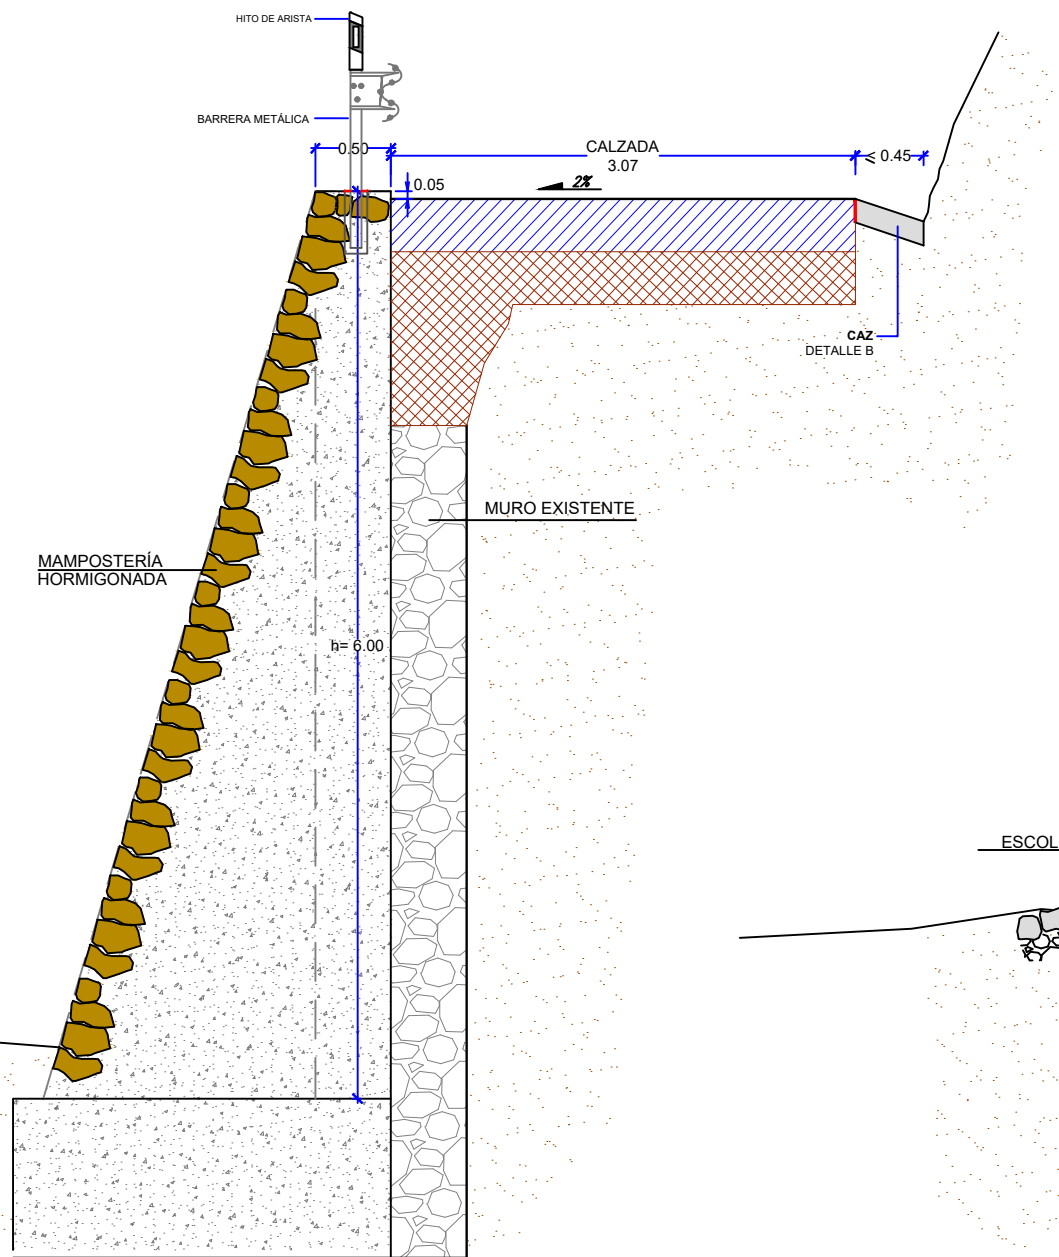 HITO DE ARISTA
BARRERA METÁLICA
0.50
CALZADA
3.07
≤ 0.45
0.05
2%
CAZ
DETALLE B
MURO EXISTENTE
MAMPOSTERÍA
HORMIGONADA
h= 6.00
ESCOL